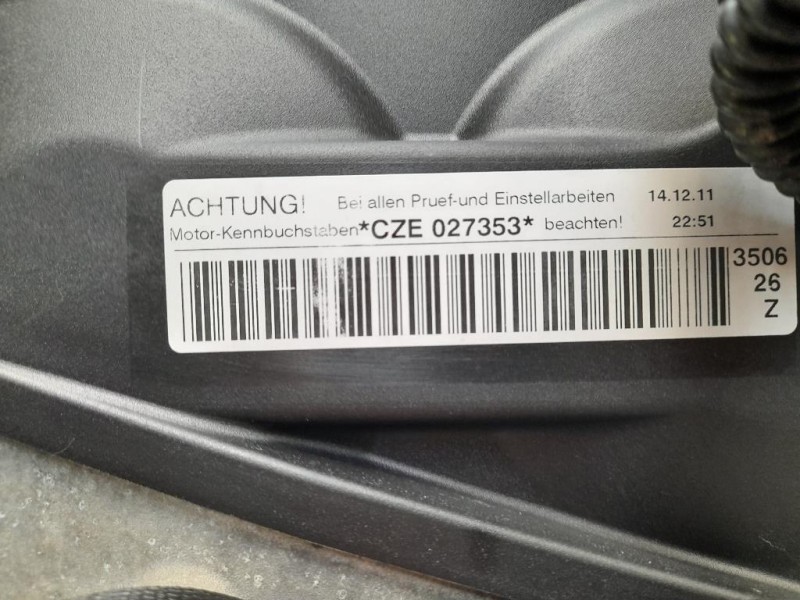 ACHTUNG! Bei allen Pruef-und Einstellarbeiten 14.12.11
Motor-Kennbuchstaben*CZE 027353* beachten! 22:51
3506
26
Z